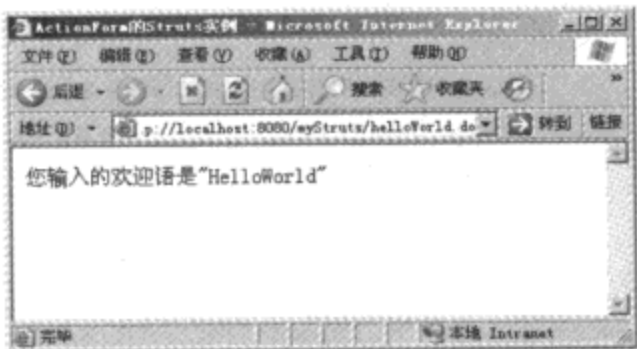 ActionForm的Struts实例 - Microsoft Internet Explorer
文件(F) 编辑(E) 查看(V) 收藏(A) 工具(T) 帮助(H)
后退 搜索 收藏夹
地址(D) p://localhost:8080/myStruts/helloWorld.do 转到 链接
您输入的欢迎语是"HelloWorld"
完毕 本地 Intranet